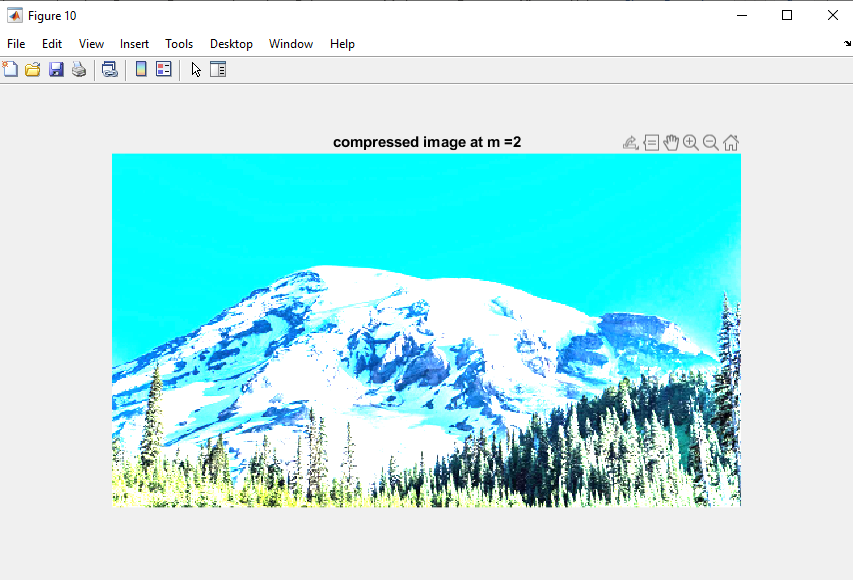 Figure 10
File Edit View Insert Tools Desktop Window Help
compressed image at m =2